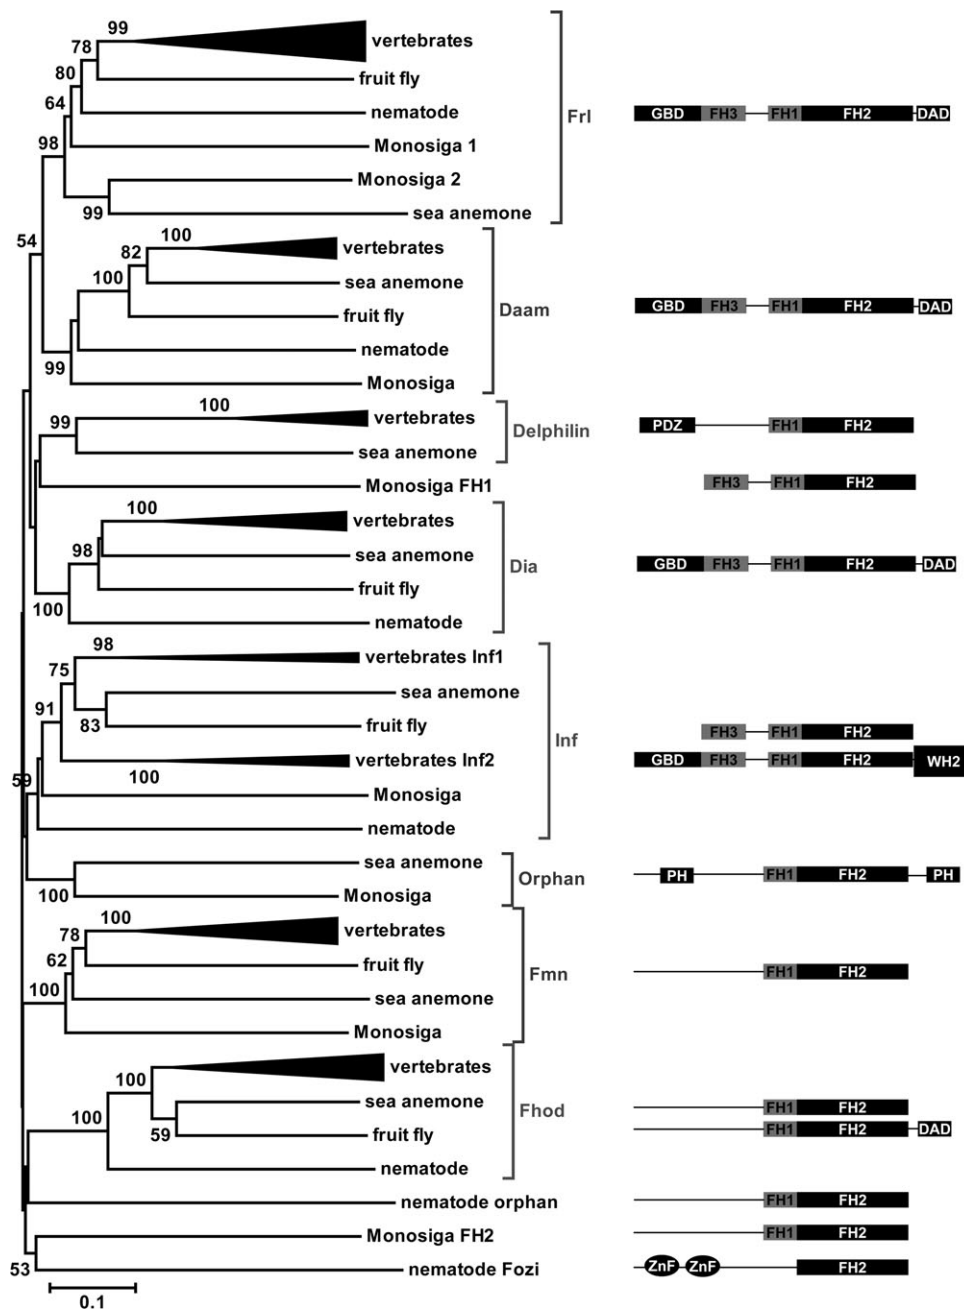 99
vertebrates
78
fruit fly
80
nematode
64
Frl
GBD FH3 FH1 FH2 DAD
Monosiga 1
98
Monosiga 2
99
sea anemone
54
100
vertebrates
82
sea anemone
100
fruit fly
Daam
GBD FH3 FH1 FH2 DAD
nematode
99
Monosiga
100
vertebrates
99
Delphilin
PDZ FH1 FH2
sea anemone
Monosiga FH1
FH3 FH1 FH2
100
vertebrates
98
sea anemone
Dia
GBD FH3 FH1 FH2 DAD
fruit fly
100
nematode
98
vertebrates Inf1
75
sea anemone
91
83
fruit fly
Inf
FH3 FH1 FH2
vertebrates Inf2
100
GBD FH3 FH1 FH2 WH2
59
Monosiga
nematode
sea anemone
Orphan
PH FH1 FH2 PH
100
Monosiga
100
vertebrates
78
fruit fly
62
Fmn
FH1 FH2
100
sea anemone
Monosiga
vertebrates
100
sea anemone
Fhod
FH1 FH2
100
59
fruit fly
FH1 FH2 DAD
nematode
nematode orphan
FH1 FH2
Monosiga FH2
FH1 FH2
53
nematode Fozi
ZnF ZnF FH2
0.1